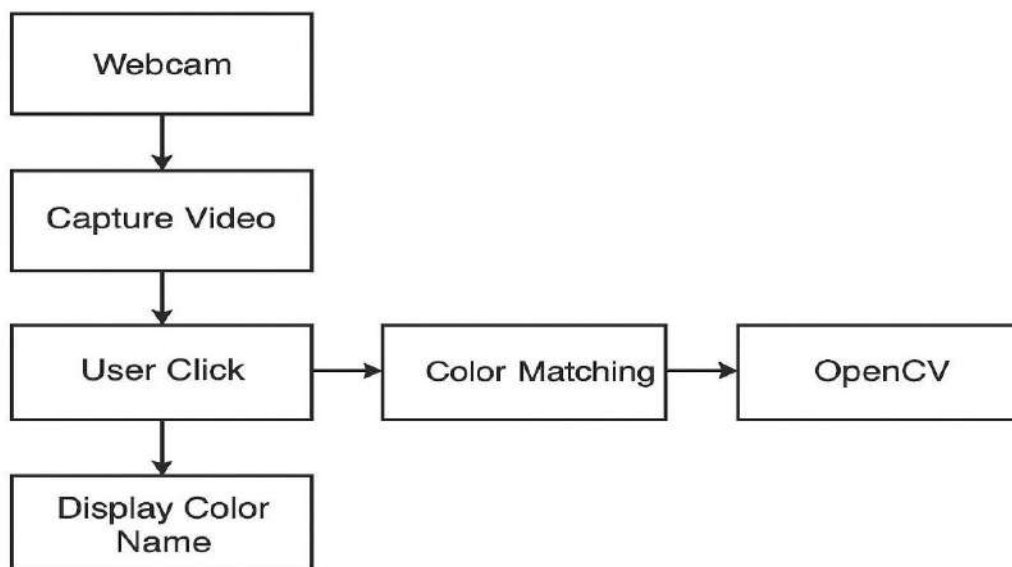 Webcam
Capture Video
User Click
Color Matching
OpenCV
Display Color
Name